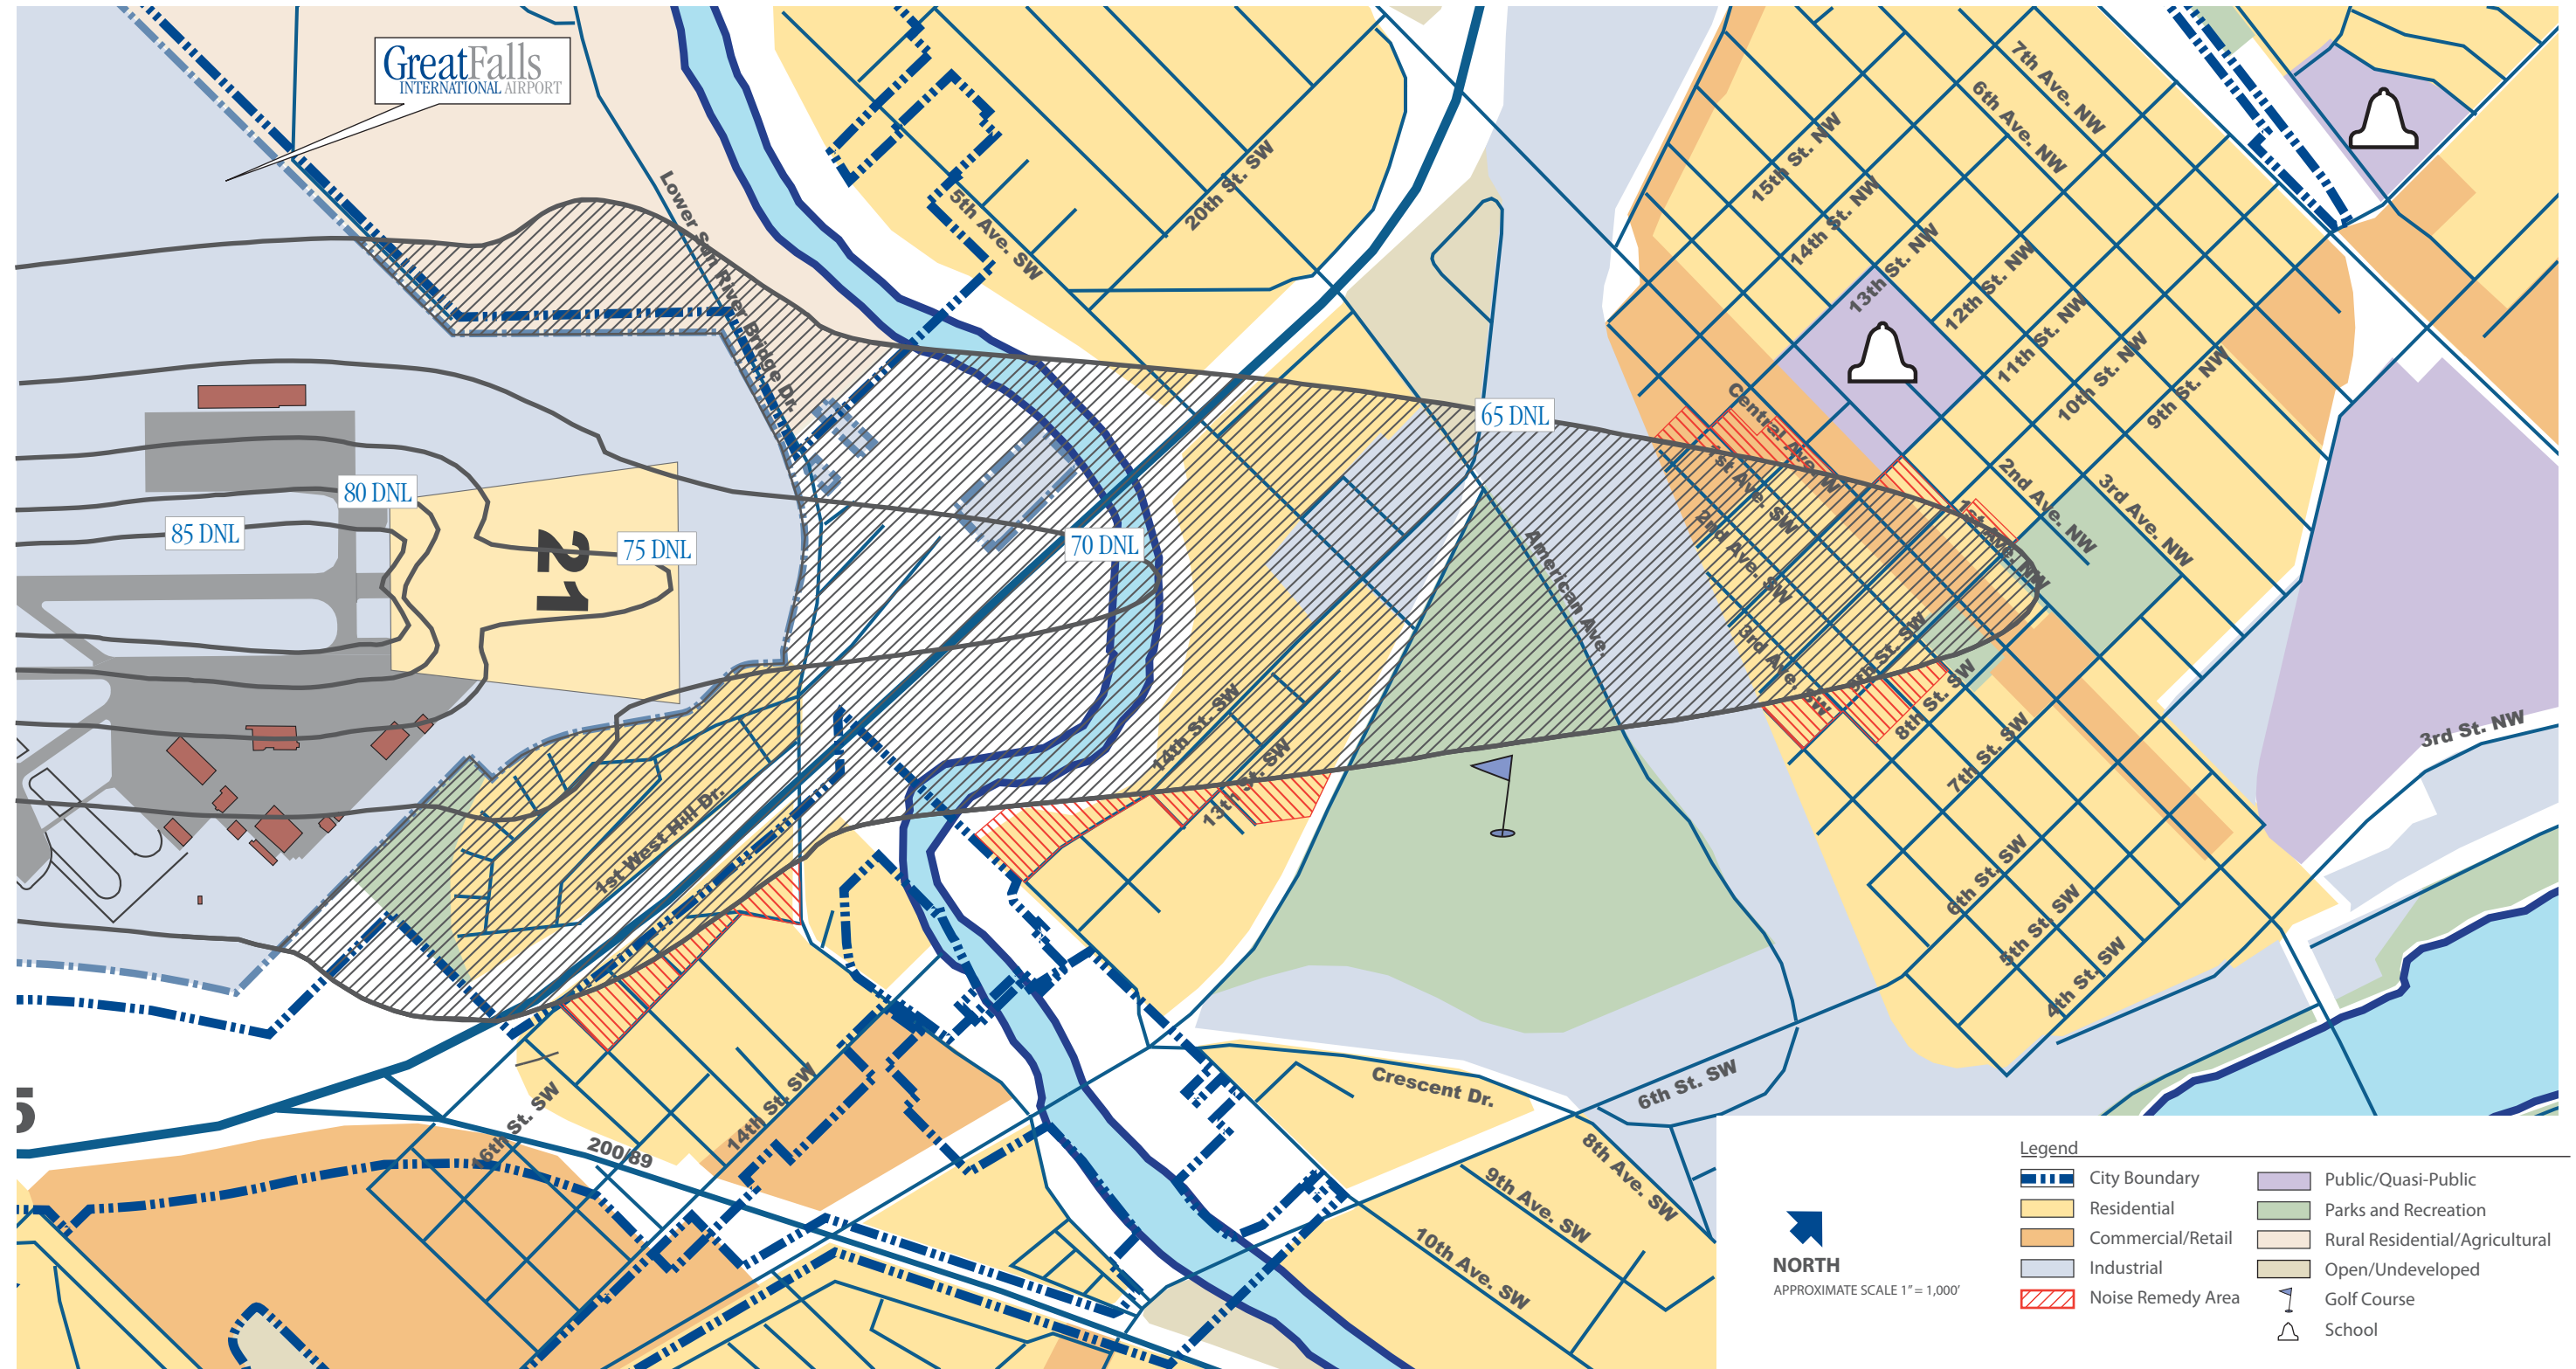 GreatFalls
INTERNATIONAL AIRPORT
7th Ave. NW
6th Ave. NW
15th St. NW
14th St. NW
13th St. NW
12th St. NW
11th St. NW
10th St. NW
9th St. NW
20th St. SW
5th Ave. SW
Lower Sun River Bridge Dr.
65 DNL
Central Ave. W
1st Ave. SW
2nd Ave. SW
3rd Ave. SW
1st Ave. NW
2nd Ave. NW
3rd Ave. NW
80 DNL
85 DNL
75 DNL
70 DNL
21
American Ave.
9th St. SW
8th St. SW
7th St. SW
6th St. SW
5th St. SW
4th St. SW
3rd St. NW
14th St. SW
13th St. SW
1st West Hill Dr.
5
16th St. SW
14th St. SW
200/89
Crescent Dr.
6th St. SW
8th Ave. SW
9th Ave. SW
10th Ave. SW
NORTH
APPROXIMATE SCALE 1" = 1,000'
Legend
City Boundary
Residential
Commercial/Retail
Industrial
Noise Remedy Area
Public/Quasi-Public
Parks and Recreation
Rural Residential/Agricultural
Open/Undeveloped
Golf Course
School